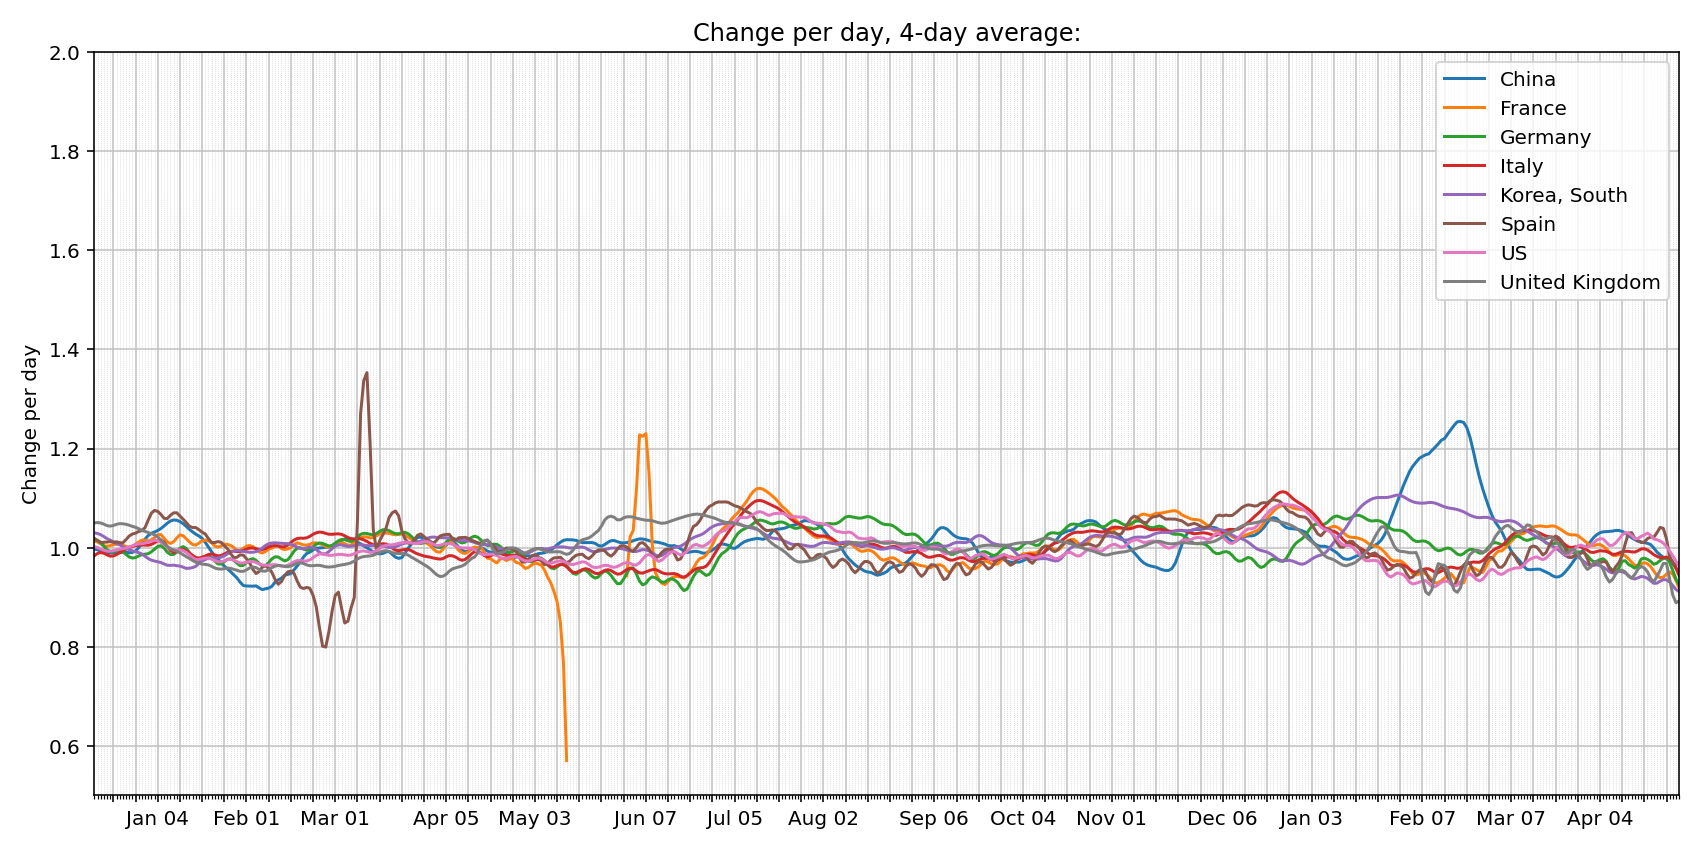 Change per day, 4-day average:
Change per day
2.0
1.8
1.6
1.4
1.2
1.0
0.8
0.6
China
France
Germany
Italy
Korea, South
Spain
US
United Kingdom
Jan 04 Feb 01 Mar 01 Apr 05 May 03 Jun 07 Jul 05 Aug 02 Sep 06 Oct 04 Nov 01 Dec 06 Jan 03 Feb 07 Mar 07 Apr 04